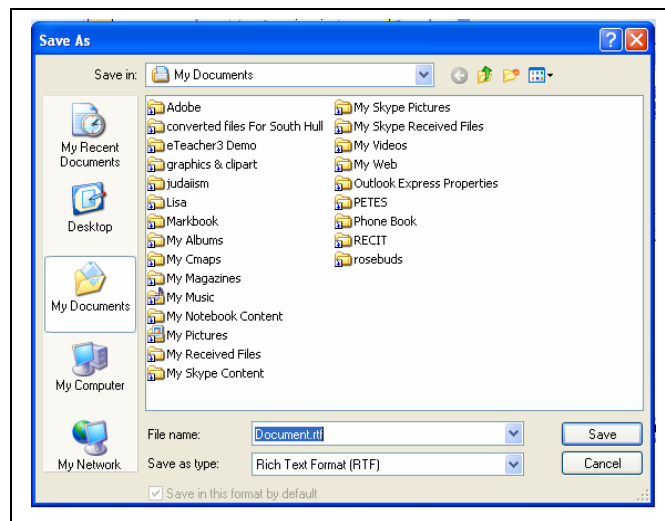 Save As
Save in: My Documents
My Recent Documents
Desktop
My Documents
My Computer
My Network
Adobe
converted files For South Hull
eTeacher3 Demo
graphics & clipart
judaiism
Lisa
Markbook
My Albums
My Cmaps
My Magazines
My Music
My Notebook Content
My Pictures
My Received Files
My Skype Content
My Skype Pictures
My Skype Received Files
My Videos
My Web
Outlook Express Properties
PETES
Phone Book
RECIT
rosebuds
File name: Document.rtf
Save
Save as type: Rich Text Format (RTF)
Cancel
Save in this format by default